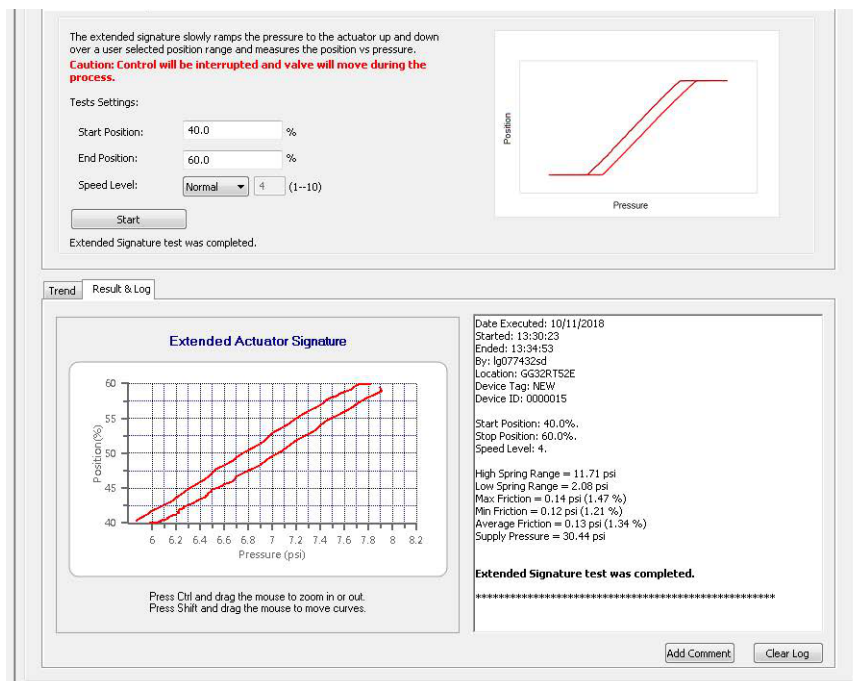 The extended signature slowly ramps the pressure to the actuator up and down
over a user selected position range and measures the position vs pressure.
Caution: Control will be interrupted and valve will move during the
process.
Tests Settings:
Start Position: 40.0 %
End Position: 60.0 %
Speed Level: Normal 4 (1--10)
Start
Extended Signature test was completed.
Position
Pressure
Trend
Result & Log
Extended Actuator Signature
Position(%)
60
55
50
45
40
6 6.2 6.4 6.6 6.8 7 7.2 7.4 7.6 7.8 8 8.2
Pressure (psi)
Press Ctrl and drag the mouse to zoom in or out.
Press Shift and drag the mouse to move curves.
Date Executed: 10/11/2018
Started: 13:30:23
Ended: 13:34:53
By: lg077432sd
Location: GG32RT52E
Device Tag: NEW
Device ID: 0000015
Start Position: 40.0%.
Stop Position: 60.0%.
Speed Level: 4.
High Spring Range = 11.71 psi
Low Spring Range = 2.08 psi
Max Friction = 0.14 psi (1.47 %)
Min Friction = 0.12 psi (1.21 %)
Average Friction = 0.13 psi (1.34 %)
Supply Pressure = 30.44 psi
Extended Signature test was completed.
****************************************************
Add Comment
Clear Log